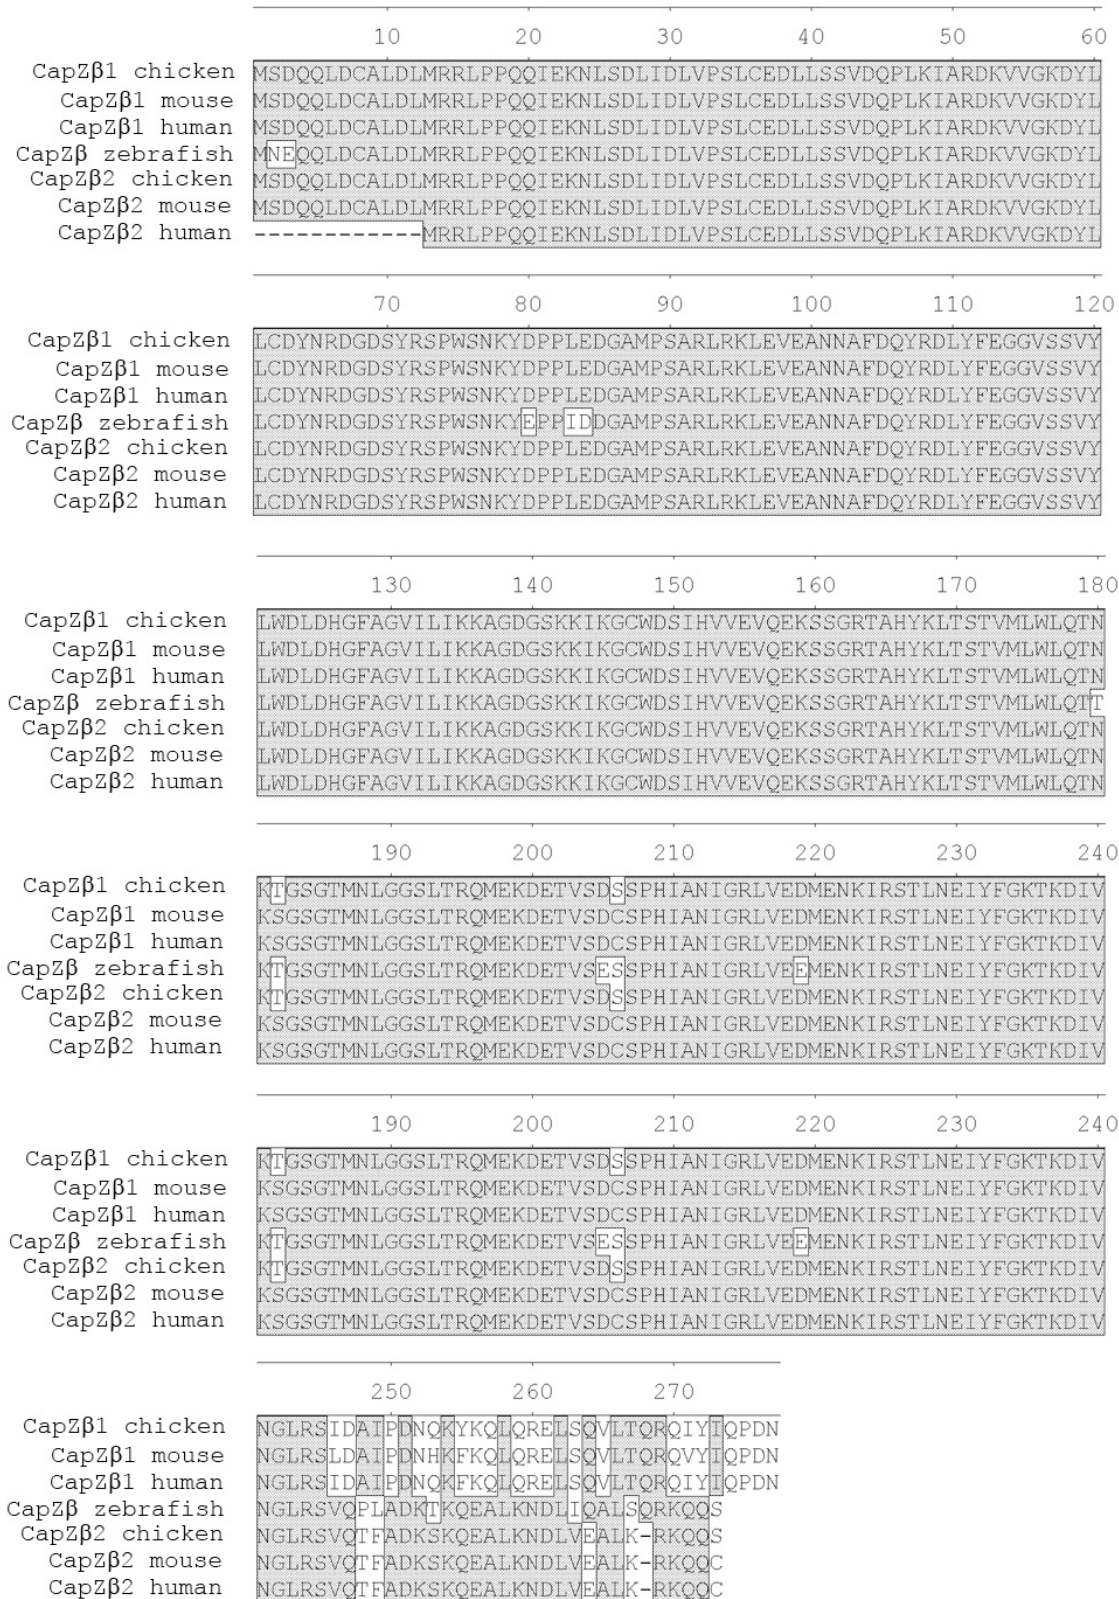 10 20 30 40 50 60
CapZβ1 chicken MSDQQLDCALDLMRRLPPQQIEKNLSDLIDLVPSLCEDLLSSVDQPLKIARDKVVGKDYL
CapZβ1 mouse MSDQQLDCALDLMRRLPPQQIEKNLSDLIDLVPSLCEDLLSSVDQPLKIARDKVVGKDYL
CapZβ1 human MSDQQLDCALDLMRRLPPQQIEKNLSDLIDLVPSLCEDLLSSVDQPLKIARDKVVGKDYL
CapZβ zebrafish MNEQQLDCALDLMRRLPPQQIEKNLSDLIDLVPSLCEDLLSSVDQPLKIARDKVVGKDYL
CapZβ2 chicken MSDQQLDCALDLMRRLPPQQIEKNLSDLIDLVPSLCEDLLSSVDQPLKIARDKVVGKDYL
CapZβ2 mouse MSDQQLDCALDLMRRLPPQQIEKNLSDLIDLVPSLCEDLLSSVDQPLKIARDKVVGKDYL
CapZβ2 human ------------MRRLPPQQIEKNLSDLIDLVPSLCEDLLSSVDQPLKIARDKVVGKDYL
70 80 90 100 110 120
CapZβ1 chicken LCDYNRDGDSYRSPWSNKYDPPLEDGAMPSARLRKLEVEANNAFDQYRDLYFEGGVSSVY
CapZβ1 mouse LCDYNRDGDSYRSPWSNKYDPPLEDGAMPSARLRKLEVEANNAFDQYRDLYFEGGVSSVY
CapZβ1 human LCDYNRDGDSYRSPWSNKYDPPLEDGAMPSARLRKLEVEANNAFDQYRDLYFEGGVSSVY
CapZβ zebrafish LCDYNRDGDSYRSPWSNKYEPPIDDGAMPSARLRKLEVEANNAFDQYRDLYFEGGVSSVY
CapZβ2 chicken LCDYNRDGDSYRSPWSNKYDPPLEDGAMPSARLRKLEVEANNAFDQYRDLYFEGGVSSVY
CapZβ2 mouse LCDYNRDGDSYRSPWSNKYDPPLEDGAMPSARLRKLEVEANNAFDQYRDLYFEGGVSSVY
CapZβ2 human LCDYNRDGDSYRSPWSNKYDPPLEDGAMPSARLRKLEVEANNAFDQYRDLYFEGGVSSVY
130 140 150 160 170 180
CapZβ1 chicken LWDLDHGFAGVILIKKAGDGSKKIKGCWDSIHVVEVQEKSSGRTAHYKLTSTVMLWLQTN
CapZβ1 mouse LWDLDHGFAGVILIKKAGDGSKKIKGCWDSIHVVEVQEKSSGRTAHYKLTSTVMLWLQTN
CapZβ1 human LWDLDHGFAGVILIKKAGDGSKKIKGCWDSIHVVEVQEKSSGRTAHYKLTSTVMLWLQTN
CapZβ zebrafish LWDLDHGFAGVILIKKAGDGSKKIKGCWDSIHVVEVQEKSSGRTAHYKLTSTVMLWLQTT
CapZβ2 chicken LWDLDHGFAGVILIKKAGDGSKKIKGCWDSIHVVEVQEKSSGRTAHYKLTSTVMLWLQTN
CapZβ2 mouse LWDLDHGFAGVILIKKAGDGSKKIKGCWDSIHVVEVQEKSSGRTAHYKLTSTVMLWLQTN
CapZβ2 human LWDLDHGFAGVILIKKAGDGSKKIKGCWDSIHVVEVQEKSSGRTAHYKLTSTVMLWLQTN
190 200 210 220 230 240
CapZβ1 chicken KTGSGTMNLGGSLTRQMEKDETVSDSSPHIANIGRLVEDMENKIRSTLNEIYFGKTKDIV
CapZβ1 mouse KSGSGTMNLGGSLTRQMEKDETVSDCSPHIANIGRLVEDMENKIRSTLNEIYFGKTKDIV
CapZβ1 human KSGSGTMNLGGSLTRQMEKDETVSDCSPHIANIGRLVEDMENKIRSTLNEIYFGKTKDIV
CapZβ zebrafish KTGSGTMNLGGSLTRQMEKDETVSESSPHIANIGRLVEEMENKIRSTLNEIYFGKTKDIV
CapZβ2 chicken KTGSGTMNLGGSLTRQMEKDETVSDSSPHIANIGRLVEDMENKIRSTLNEIYFGKTKDIV
CapZβ2 mouse KSGSGTMNLGGSLTRQMEKDETVSDCSPHIANIGRLVEDMENKIRSTLNEIYFGKTKDIV
CapZβ2 human KSGSGTMNLGGSLTRQMEKDETVSDCSPHIANIGRLVEDMENKIRSTLNEIYFGKTKDIV
190 200 210 220 230 240
CapZβ1 chicken KTGSGTMNLGGSLTRQMEKDETVSDSSPHIANIGRLVEDMENKIRSTLNEIYFGKTKDIV
CapZβ1 mouse KSGSGTMNLGGSLTRQMEKDETVSDCSPHIANIGRLVEDMENKIRSTLNEIYFGKTKDIV
CapZβ1 human KSGSGTMNLGGSLTRQMEKDETVSDCSPHIANIGRLVEDMENKIRSTLNEIYFGKTKDIV
CapZβ zebrafish KTGSGTMNLGGSLTRQMEKDETVSESSPHIANIGRLVEEMENKIRSTLNEIYFGKTKDIV
CapZβ2 chicken KTGSGTMNLGGSLTRQMEKDETVSDSSPHIANIGRLVEDMENKIRSTLNEIYFGKTKDIV
CapZβ2 mouse KSGSGTMNLGGSLTRQMEKDETVSDCSPHIANIGRLVEDMENKIRSTLNEIYFGKTKDIV
CapZβ2 human KSGSGTMNLGGSLTRQMEKDETVSDCSPHIANIGRLVEDMENKIRSTLNEIYFGKTKDIV
250 260 270
CapZβ1 chicken NGLRSIDAIPDNQKYKQLQRELSQVLTQRQIYIQPDN
CapZβ1 mouse NGLRSLDAIPDNHKFKQLQRELSQVLTQRQVYIQPDN
CapZβ1 human NGLRSIDAIPDNQKFKQLQRELSQVLTQRQIYIQPDN
CapZβ zebrafish NGLRSVQPLADKTKQEALKNDLIQALSQRKQQS
CapZβ2 chicken NGLRSVQTFADKSKQEALKNDLVEALK-RKQQS
CapZβ2 mouse NGLRSVQTFADKSKQEALKNDLVEALK-RKQQC
CapZβ2 human NGLRSVQTFADKSKQEALKNDLVEALK-RKQQC